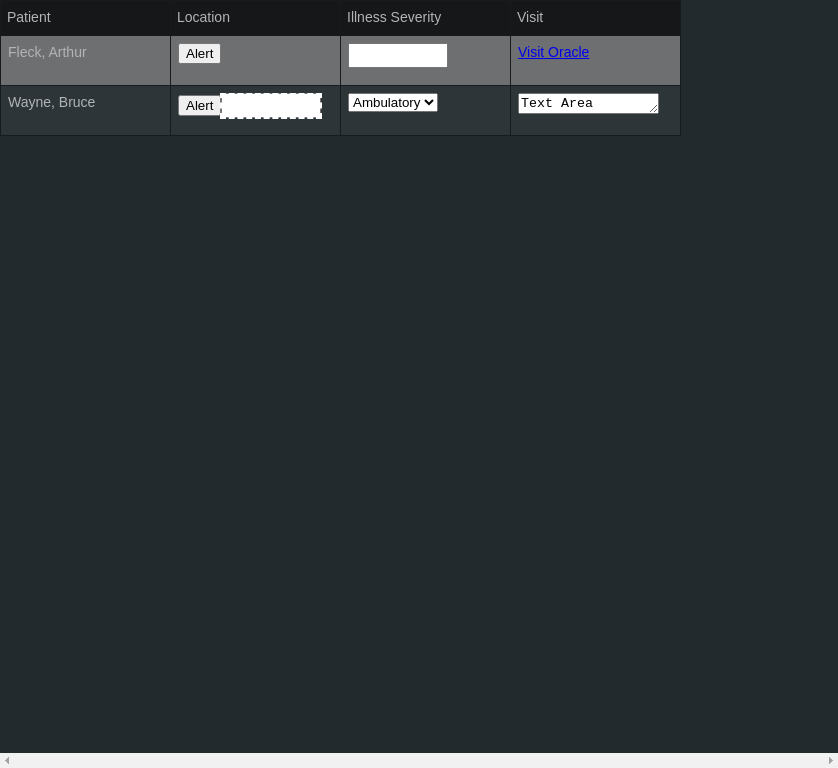 Patient Location Illness Severity Visit
Fleck, Arthur Alert Visit Oracle
Wayne, Bruce Alert Ambulatory Text Area